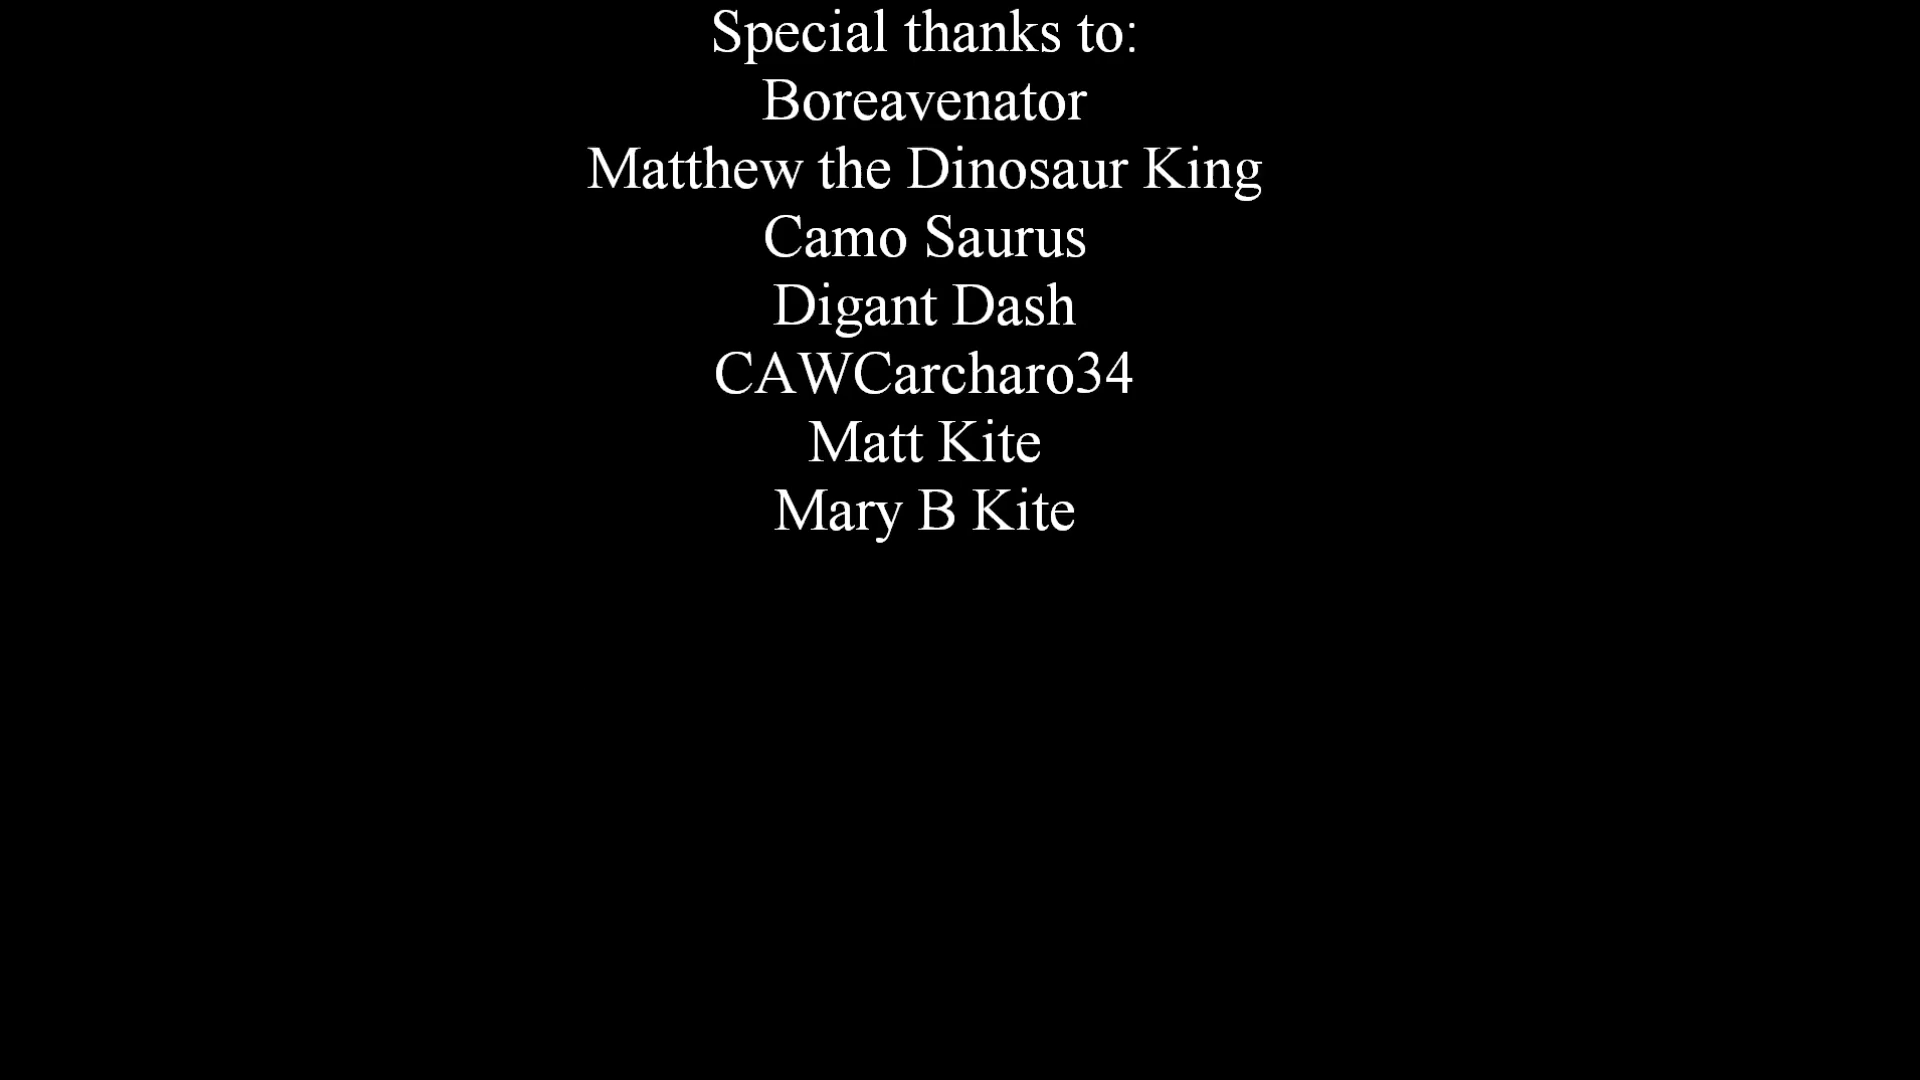 Special thanks to:
Boreavenator
Matthew the Dinosaur King
Camo Saurus
Digant Dash
CAWCarcharo34
Matt Kite
Mary B Kite